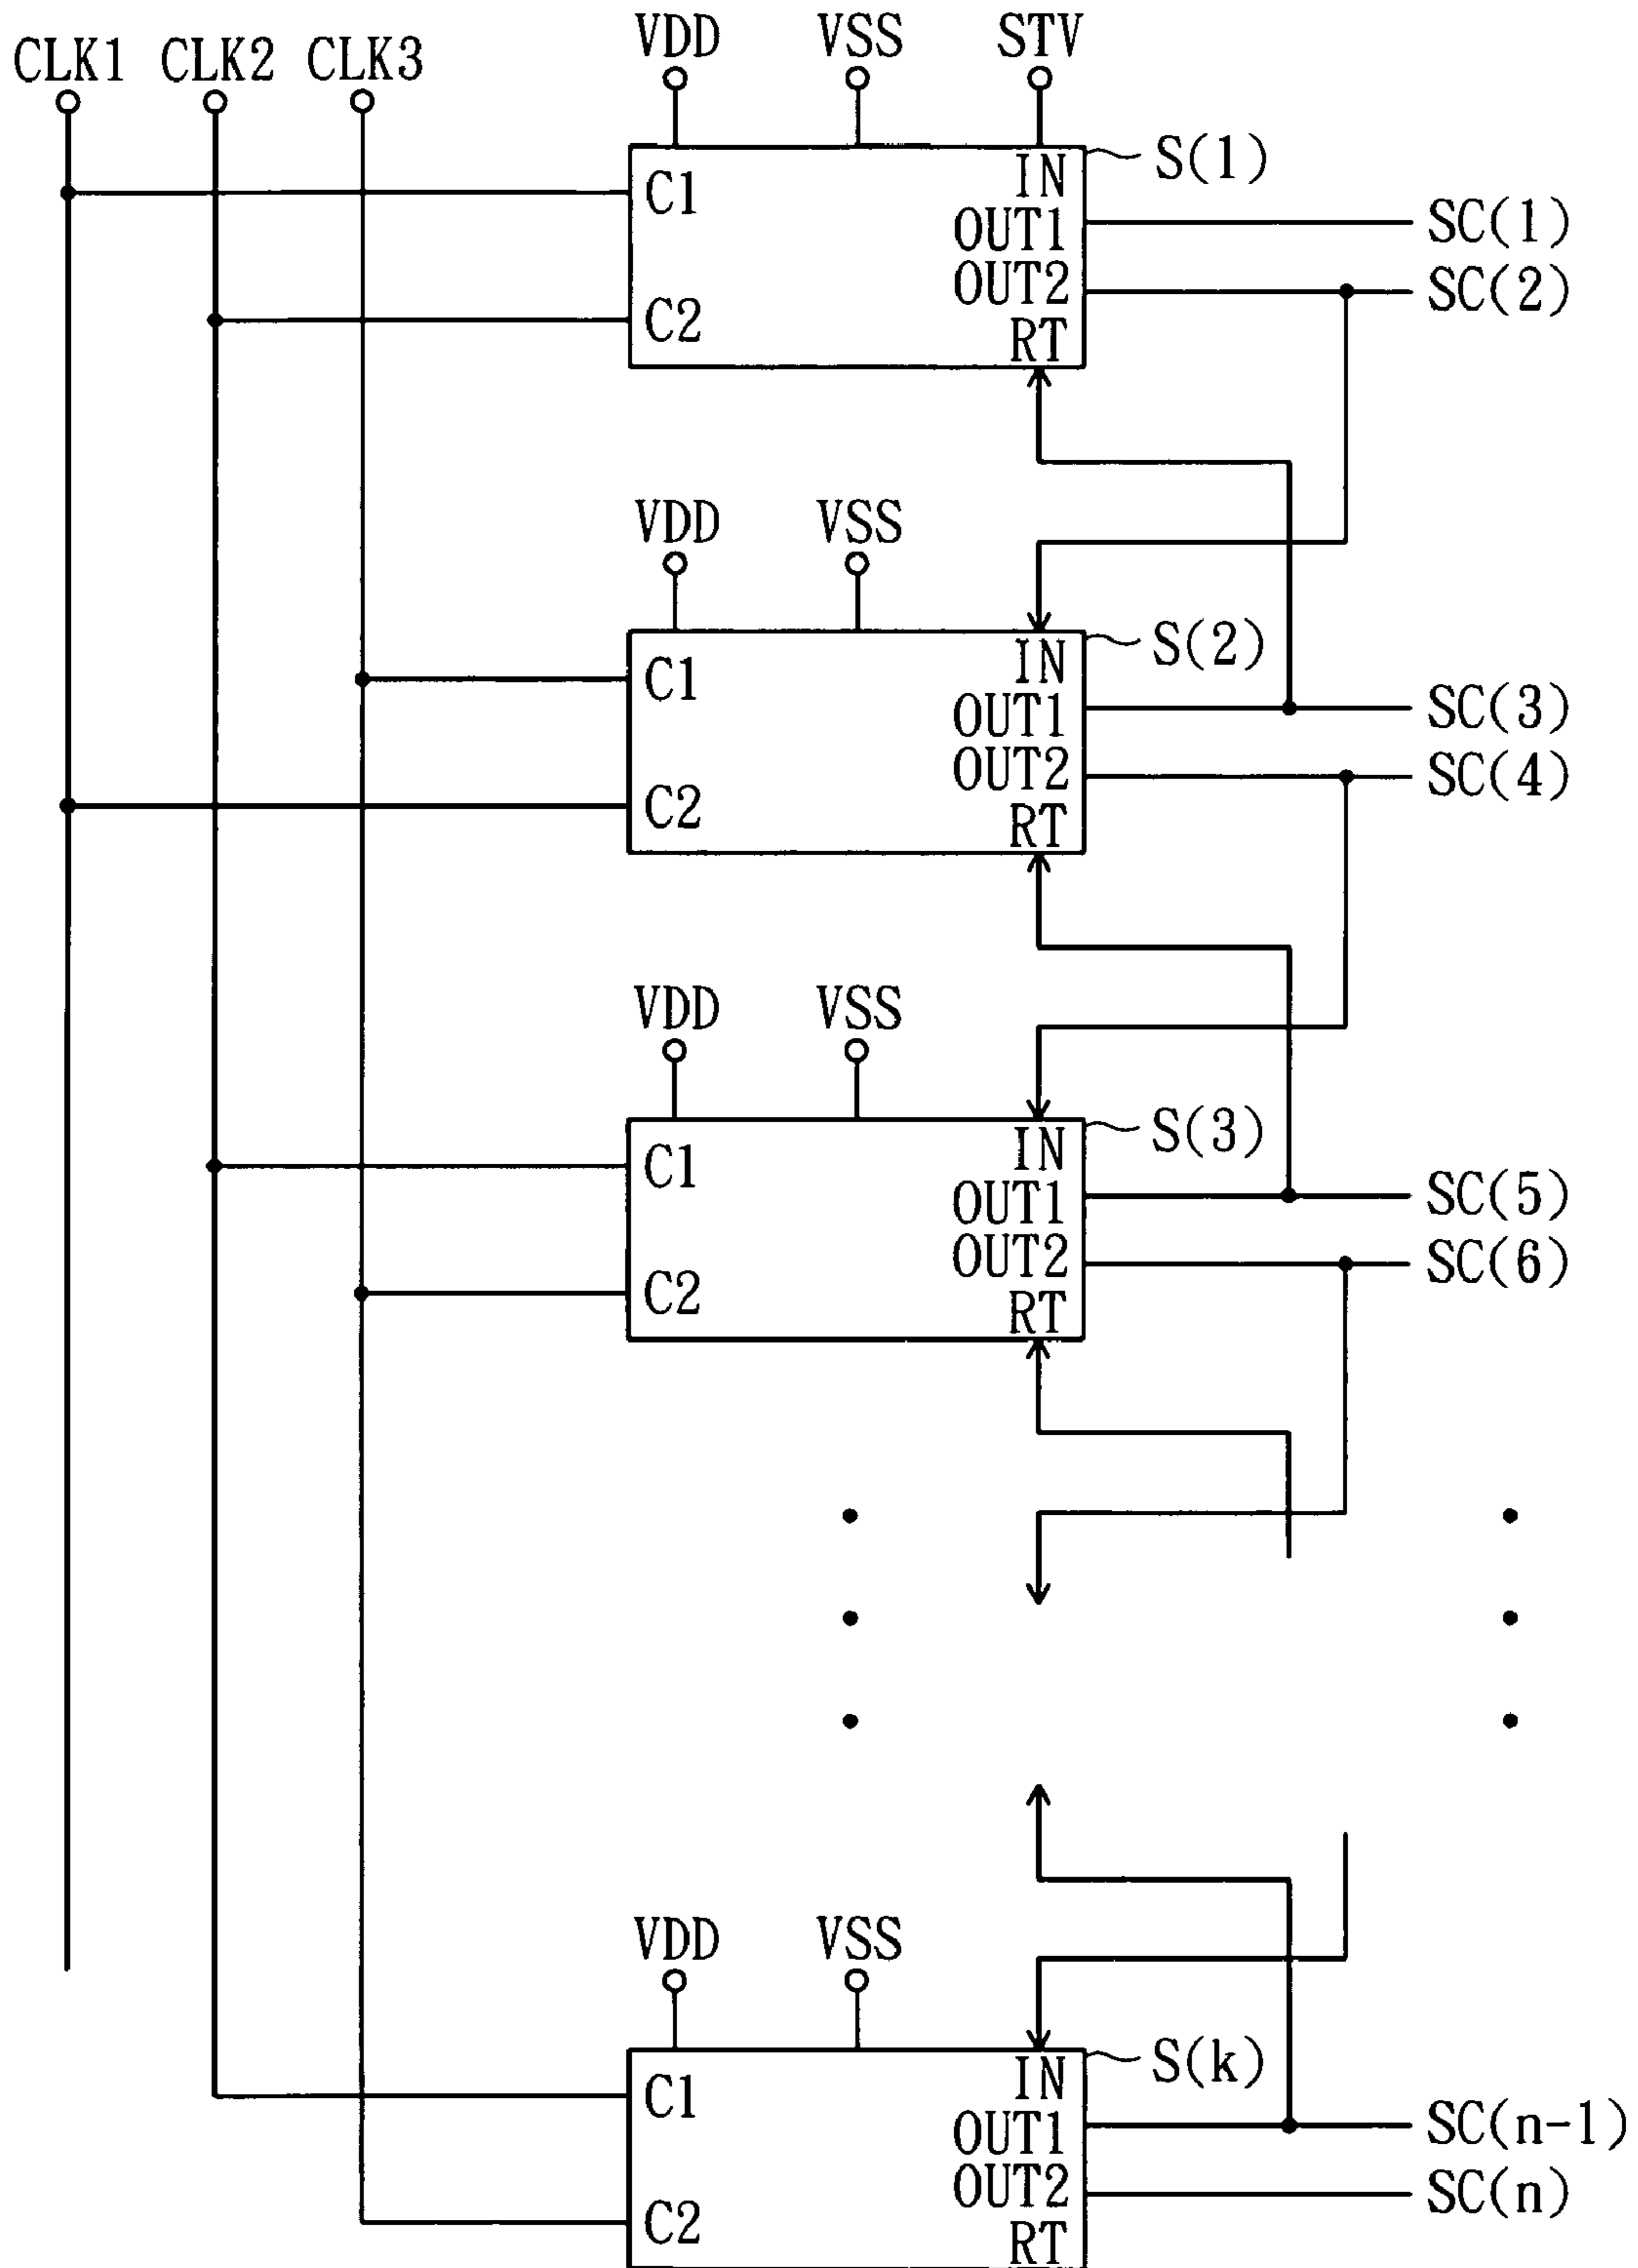 VDD VSS STV
CLK1 CLK2 CLK3
S(1)
IN
C1
OUT1 SC(1)
OUT2 SC(2)
C2
RT
VDD VSS
S(2)
IN
C1
OUT1 SC(3)
OUT2 SC(4)
C2
RT
VDD VSS
S(3)
IN
C1
OUT1 SC(5)
OUT2 SC(6)
C2
RT
VDD VSS
S(k)
IN
C1
OUT1 SC(n-1)
OUT2 SC(n)
C2
RT